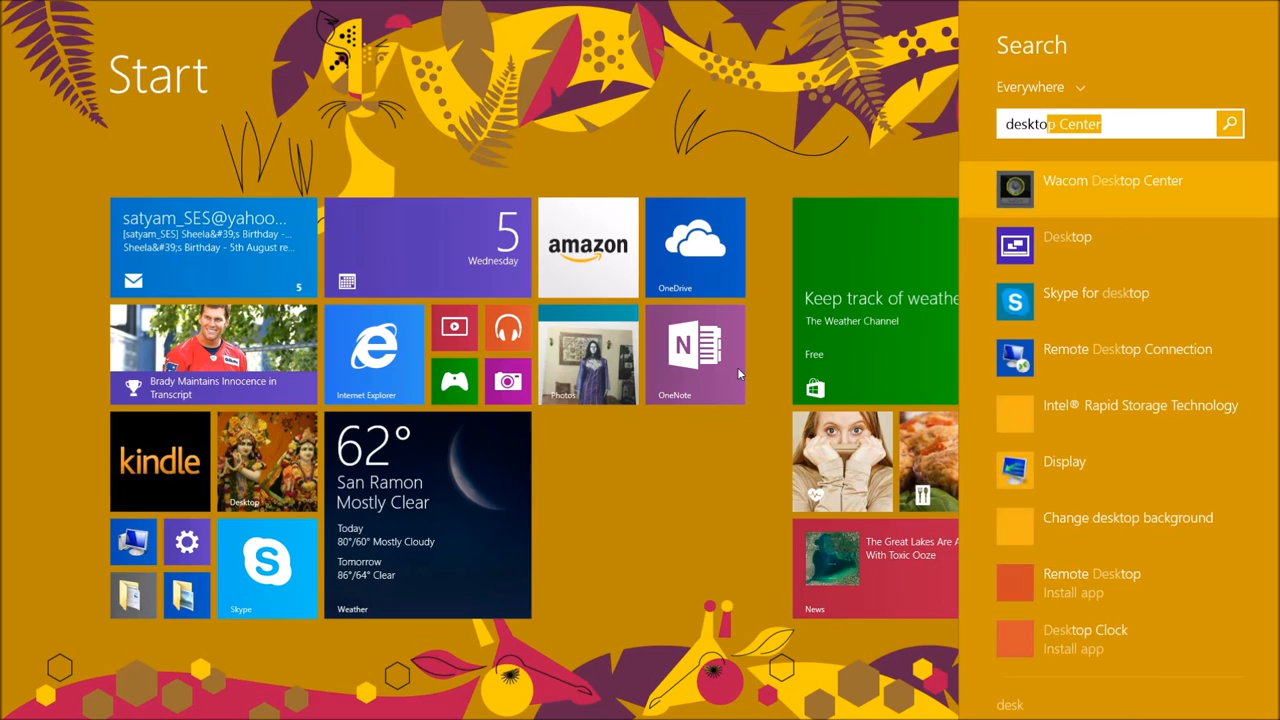 Start
satyam_SES@yahoo...
[satyam_SES] Sheela&#39,;s Birthday -...
Sheela&#39,;s Birthday - 5th August re...
5
5
Wednesday
amazon
OneDrive
Brady Maintains Innocence in
Transcript
Internet Explorer
Photos
N
OneNote
Keep track of weathe
The Weather Channel
Free
kindle
Desktop
62°
San Ramon
Mostly Clear
Today
80°/60° Mostly Cloudy
Tomorrow
86°/64° Clear
Weather
S
Skype
The Great Lakes Are A
With Toxic Ooze
News
Search
Everywhere
desktop Center
Wacom Desktop Center
Desktop
S
Skype for desktop
Remote Desktop Connection
Intel® Rapid Storage Technology
Display
Change desktop background
Remote Desktop
Install app
Desktop Clock
Install app
desk